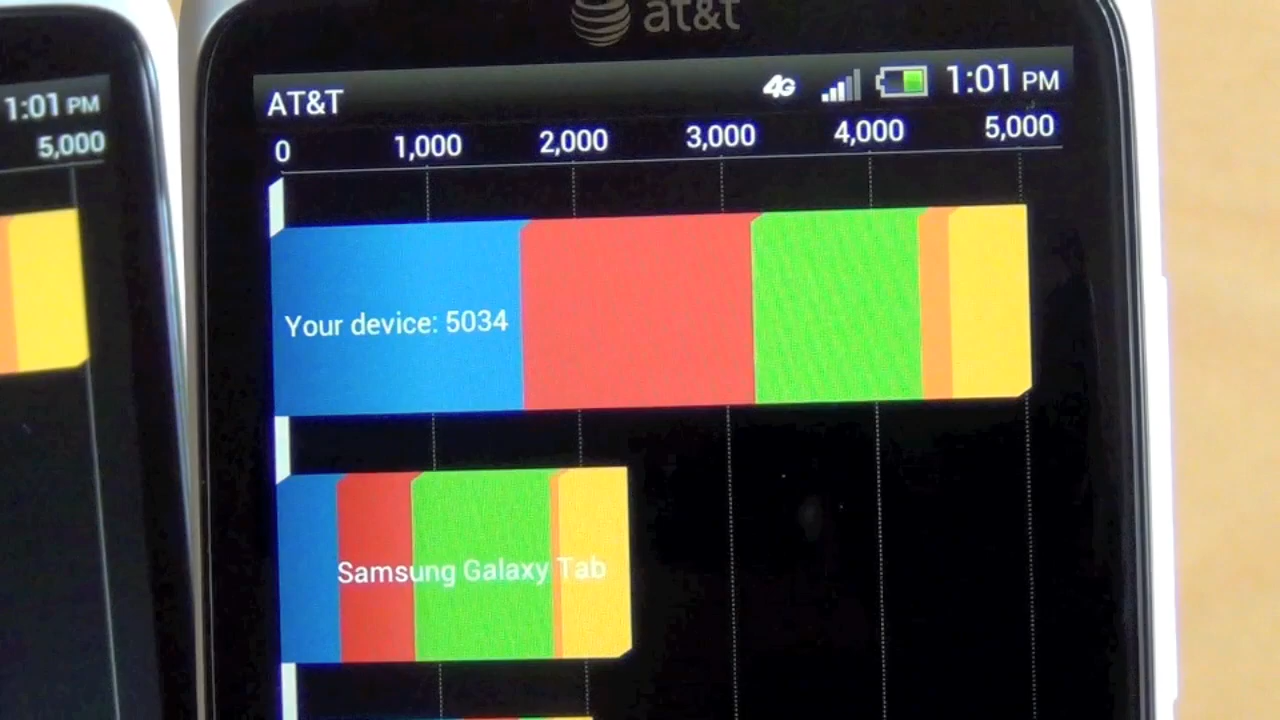 at&t
1:01 PM
5,000
AT&T 4G 1:01 PM
0 1,000 2,000 3,000 4,000 5,000
Your device: 5034
Samsung Galaxy Tab